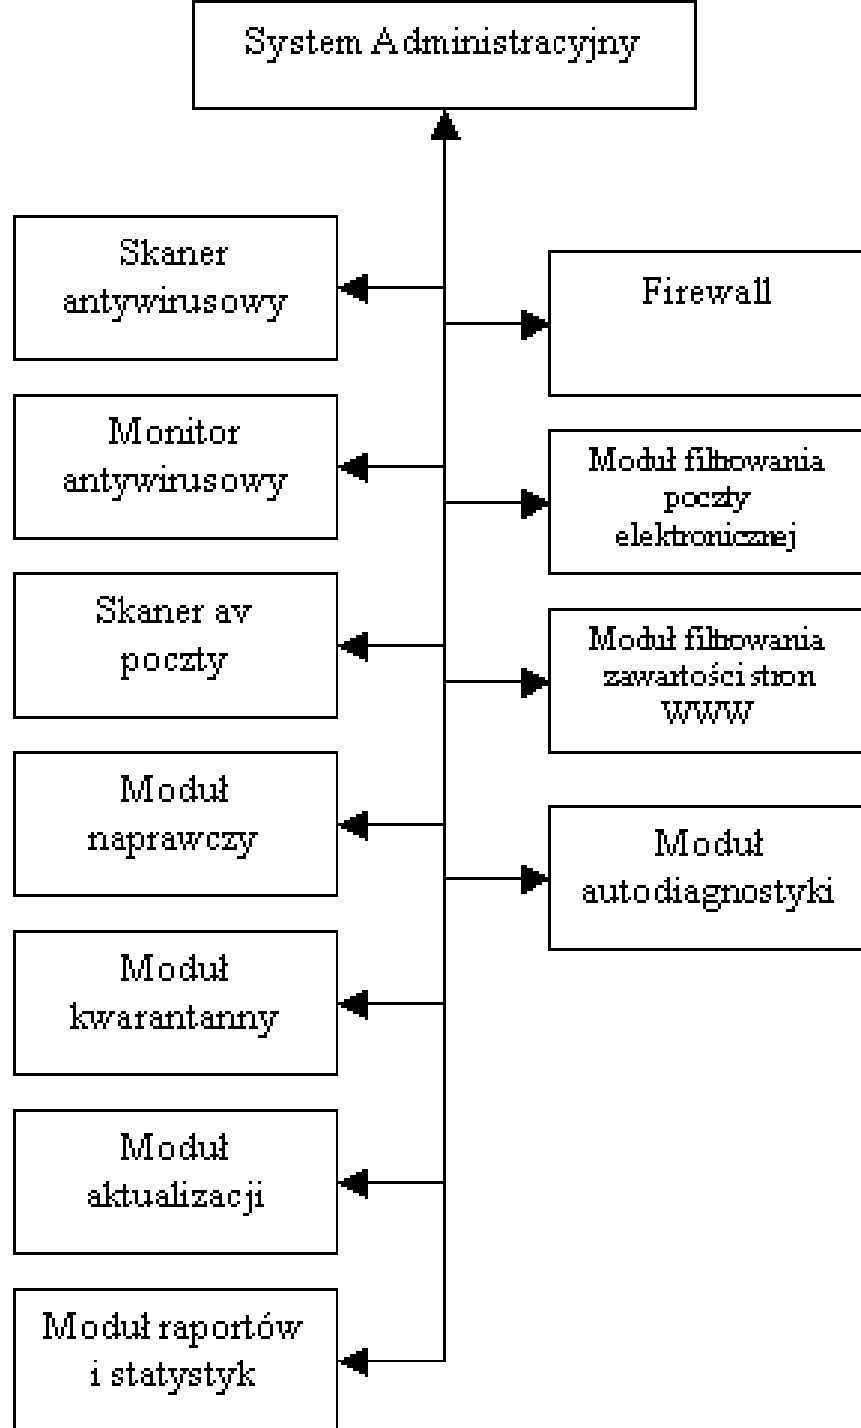 System Administracyjny
Skaner
antywirusowy
Monitor
antywirusowy
Skaner av
poczty
Moduł
naprawczy
Moduł
kwarantanny
Moduł
aktualizacji
Moduł raportów
i statystyk
Firewall
Moduł filtrowania
poczty
elektronicznej
Moduł filtrowania
zawartości stron
WWW
Moduł
autodiagnostyki